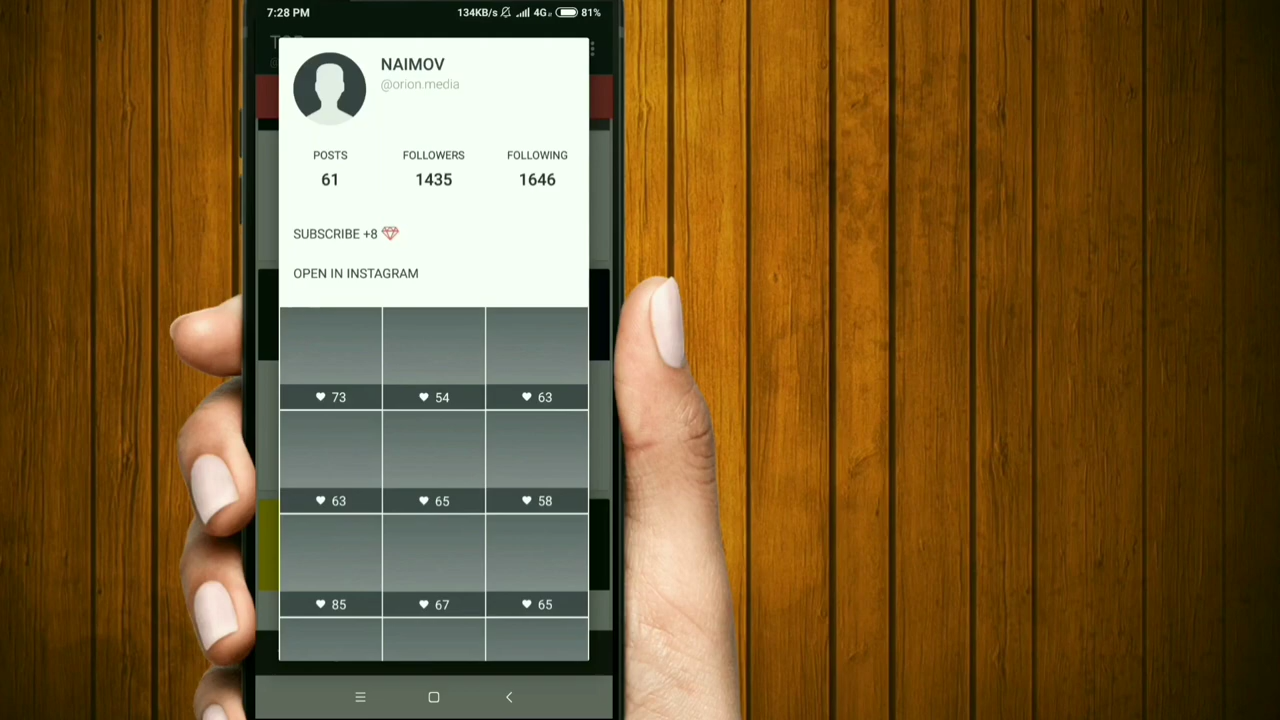 7:28 PM 134KB/s 4G 81%
NAIMOV
@orion.media
POSTS FOLLOWERS FOLLOWING
61 1435 1646
SUBSCRIBE +8
OPEN IN INSTAGRAM
73 54 63
63 65 58
85 67 65